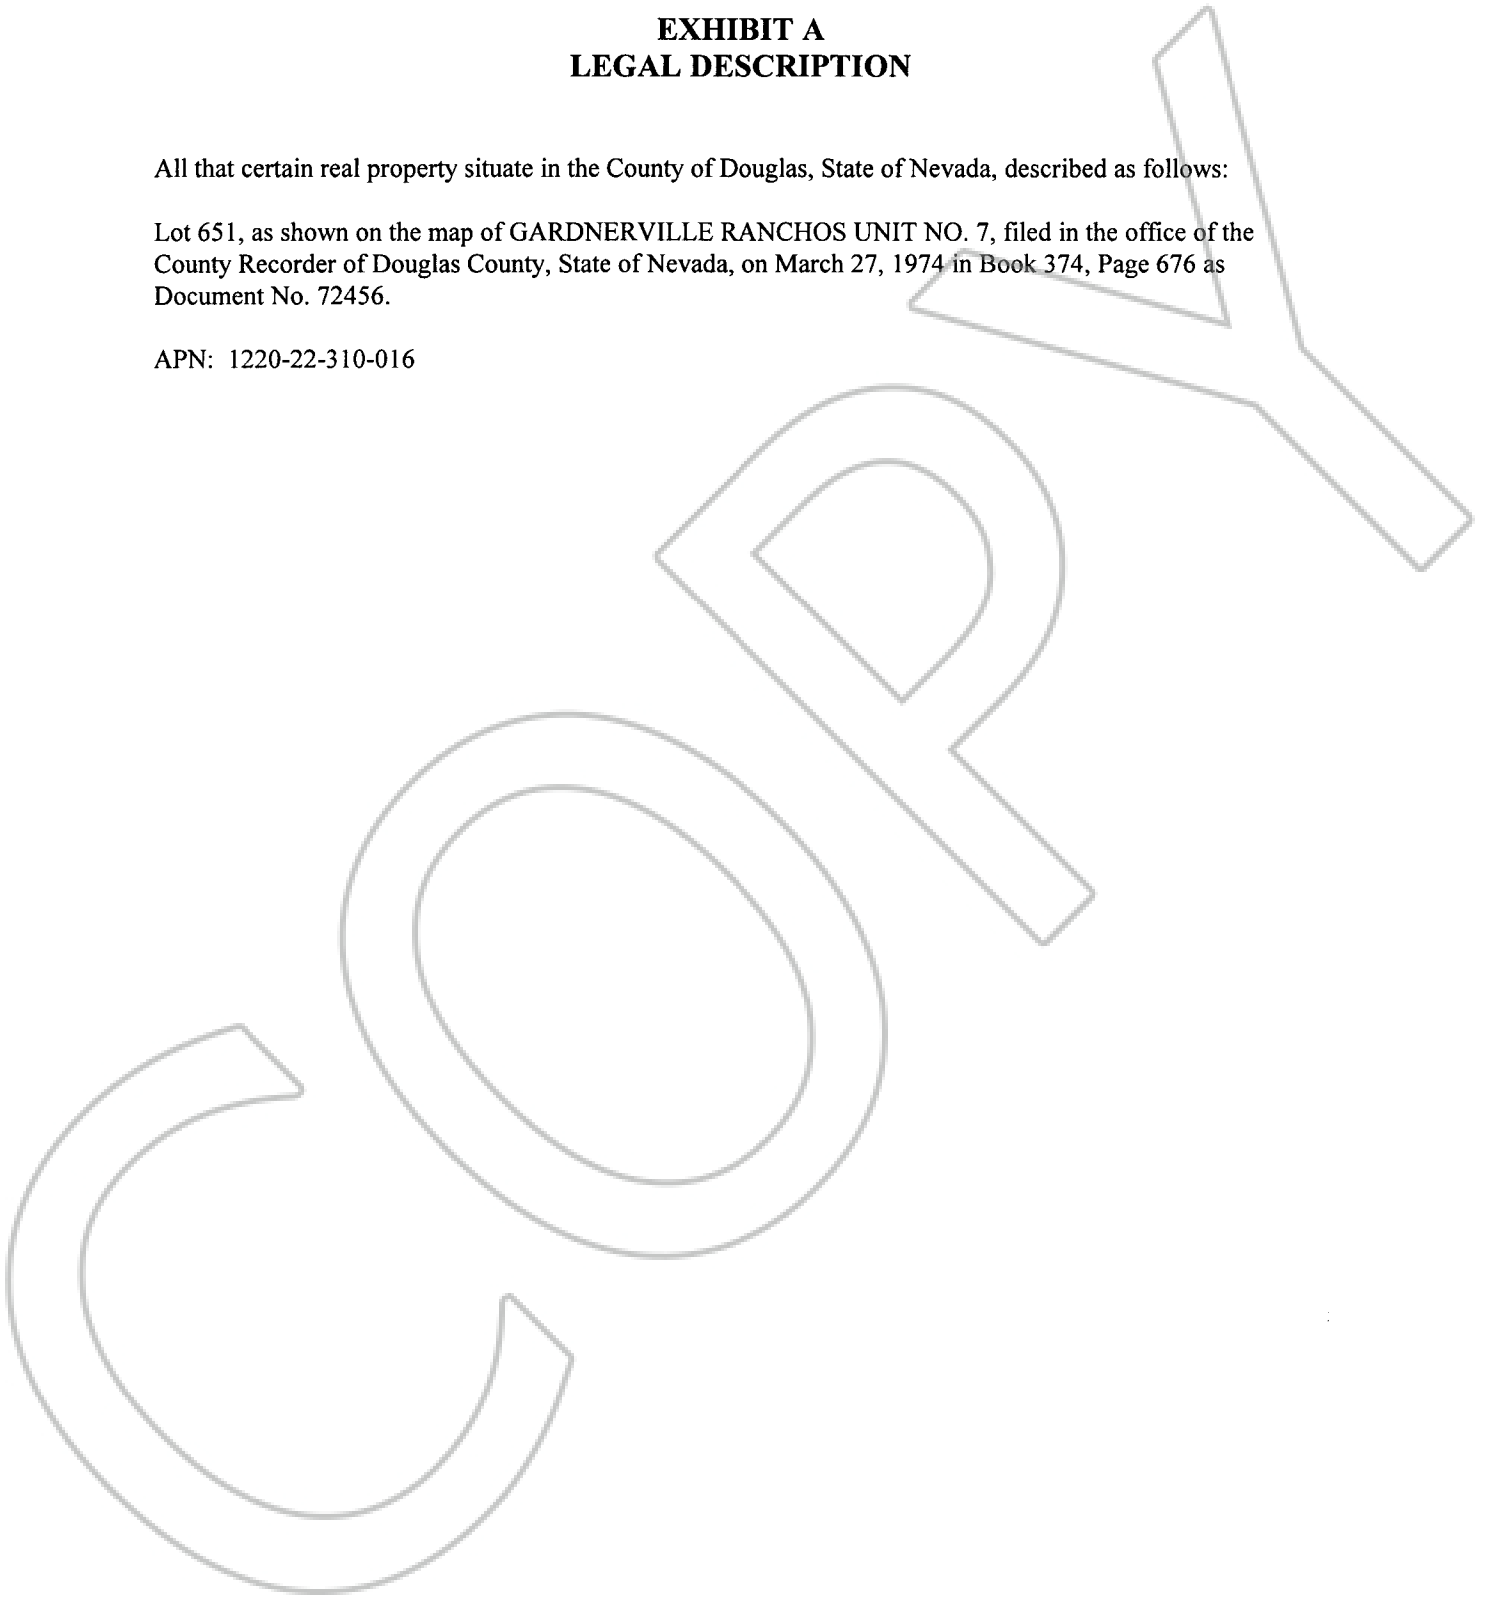 EXHIBIT A
LEGAL DESCRIPTION
All that certain real property situate in the County of Douglas, State of Nevada, described as follows:
Lot 651, as shown on the map of GARDNERVILLE RANCHOS UNIT NO. 7, filed in the office of the
County Recorder of Douglas County, State of Nevada, on March 27, 1974 in Book 374, Page 676 as
Document No. 72456.
APN: 1220-22-310-016
COPY